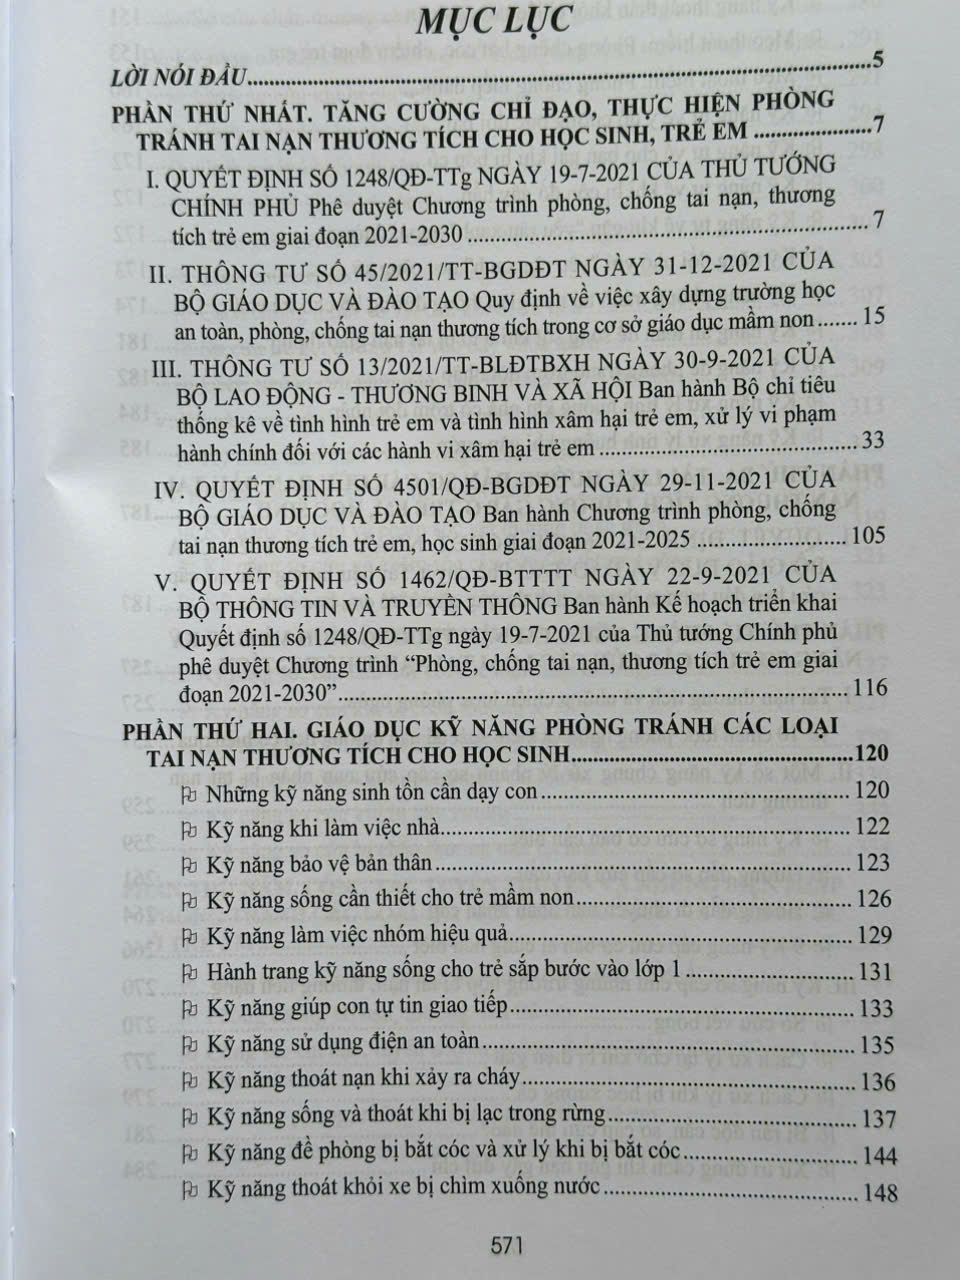 MỤC LỤC
LỜI NÓI ĐẦU.....5
PHẦN THỨ NHẤT. TĂNG CƯỜNG CHỈ ĐẠO, THỰC HIỆN PHÒNG
TRÁNH TAI NẠN THƯƠNG TÍCH CHO HỌC SINH, TRẺ EM.....7
I. QUYẾT ĐỊNH SỐ 1248/QĐ-TTg NGÀY 19-7-2021 CỦA THỦ TƯỚNG
CHÍNH PHỦ Phê duyệt Chương trình phòng, chống tai nạn, thương
tích trẻ em giai đoạn 2021-2030.....7
II. THÔNG TƯ SỐ 45/2021/TT-BGDĐT NGÀY 31-12-2021 CỦA
BỘ GIÁO DỤC VÀ ĐÀO TẠO Quy định về việc xây dựng trường học
an toàn, phòng, chống tai nạn thương tích trong cơ sở giáo dục mầm non.....15
III. THÔNG TƯ SỐ 13/2021/TT-BLĐTBXH NGÀY 30-9-2021 CỦA
BỘ LAO ĐỘNG - THƯƠNG BINH VÀ XÃ HỘI Ban hành Bộ chỉ tiêu
thống kê về tình hình trẻ em và tình hình xâm hại trẻ em, xử lý vi phạm
hành chính đối với các hành vi xâm hại trẻ em.....33
IV. QUYẾT ĐỊNH SỐ 4501/QĐ-BGDĐT NGÀY 29-11-2021 CỦA
BỘ GIÁO DỤC VÀ ĐÀO TẠO Ban hành Chương trình phòng, chống
tai nạn thương tích trẻ em, học sinh giai đoạn 2021-2025.....105
V. QUYẾT ĐỊNH SỐ 1462/QĐ-BTTTT NGÀY 22-9-2021 CỦA
BỘ THÔNG TIN VÀ TRUYỀN THÔNG Ban hành Kế hoạch triển khai
Quyết định số 1248/QĐ-TTg ngày 19-7-2021 của Thủ tướng Chính phủ
phê duyệt Chương trình “Phòng, chống tai nạn, thương tích trẻ em giai
đoạn 2021-2030”.....116
PHẦN THỨ HAI. GIÁO DỤC KỸ NĂNG PHÒNG TRÁNH CÁC LOẠI
TAI NẠN THƯƠNG TÍCH CHO HỌC SINH.....120
Những kỹ năng sinh tồn cần dạy con.....120
Kỹ năng khi làm việc nhà.....122
Kỹ năng bảo vệ bản thân.....123
Kỹ năng sống cần thiết cho trẻ mầm non.....126
Kỹ năng làm việc nhóm hiệu quả.....129
Hành trang kỹ năng sống cho trẻ sắp bước vào lớp 1.....131
Kỹ năng giúp con tự tin giao tiếp.....133
Kỹ năng sử dụng điện an toàn.....135
Kỹ năng thoát nạn khi xảy ra cháy.....136
Kỹ năng sống và thoát khi bị lạc trong rừng.....137
Kỹ năng đề phòng bị bắt cóc và xử lý khi bị bắt cóc.....144
Kỹ năng thoát khỏi xe bị chìm xuống nước.....148
571